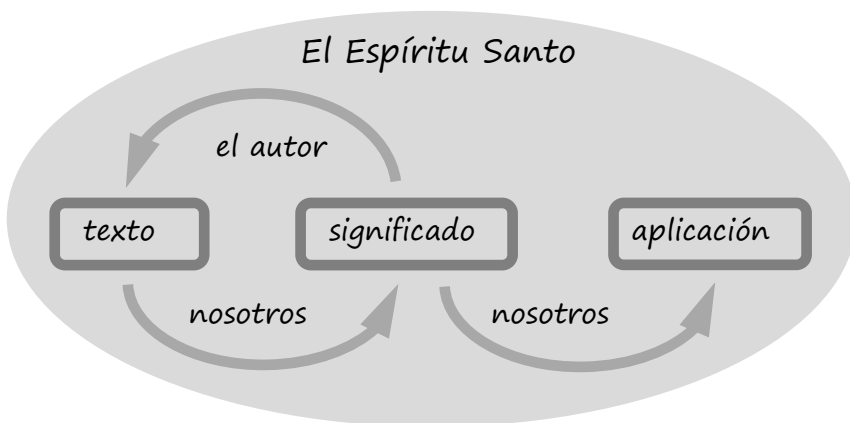 El Espíritu Santo
el autor
texto
significado
aplicación
nosotros
nosotros